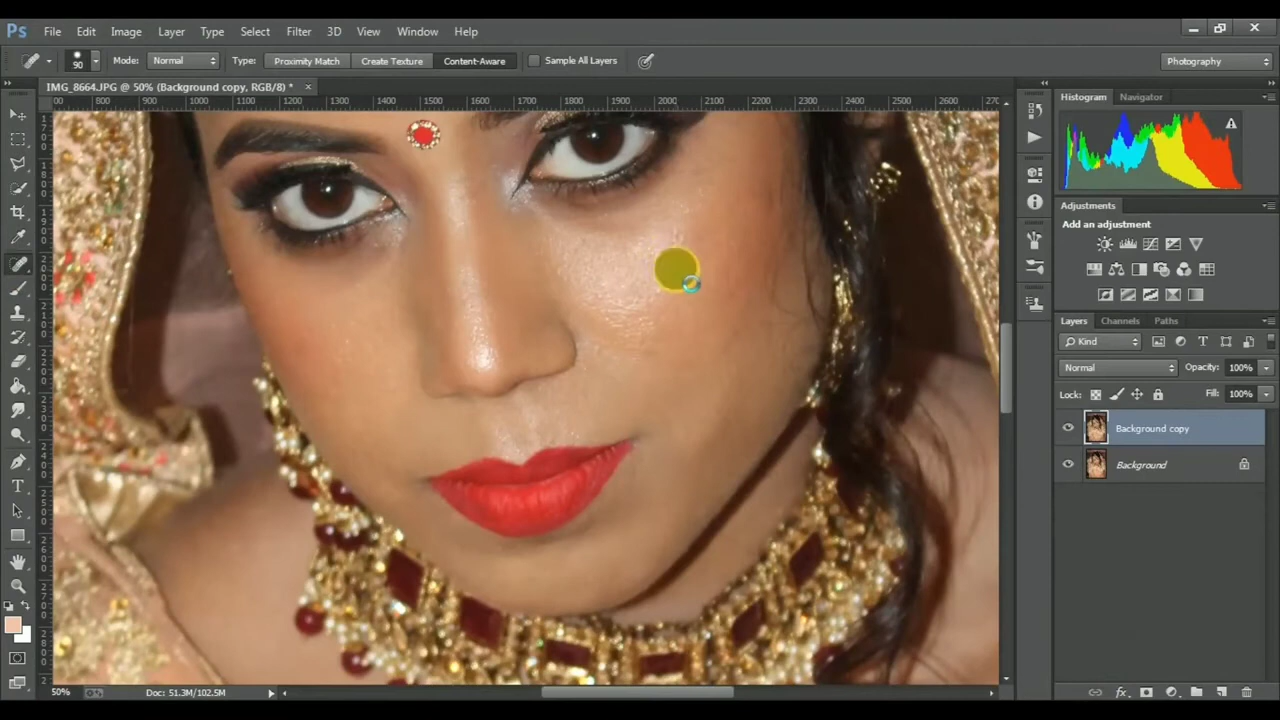 Ps File Edit Image Layer Type Select Filter 3D View Window Help
90 Mode: Normal Type: Proximity Match Create Texture Content-Aware Sample All Layers Photography
IMG_8664.JPG @ 50% (Background copy, RGB/8) * ×
00 800 900 1000 1100 1200 1300 1400 1500 1600 1700 1800 1900 2000 2100 2200 2300 2400 2500 2600 270
Histogram Navigator
Adjustments
Add an adjustment
Layers Channels Paths
Kind
Normal Opacity: 100%
Lock: Fill: 100%
Background copy
Background
50% Doc: 51.3M/102.5M
fx